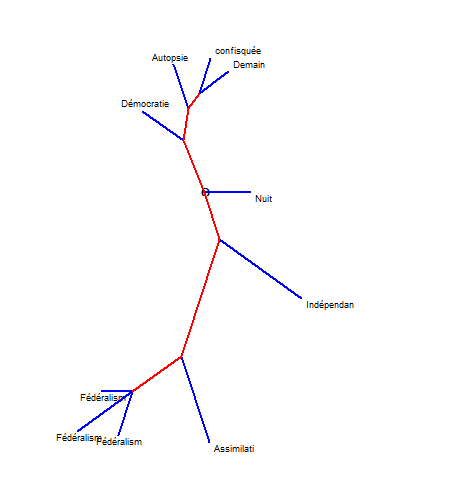 confisquée
Autopsie
Demain
Démocratie
Nuit
Indépendan
Fédéralism
Fédéralism
Fédéralism
Assimilati